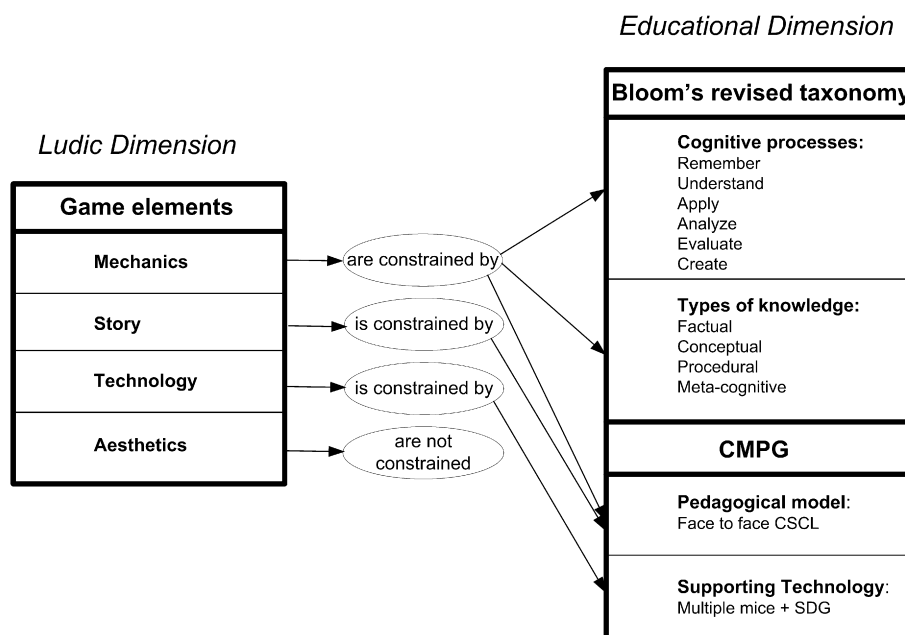 Educational Dimension
Bloom's revised taxonomy
Cognitive processes:
Remember
Understand
Apply
Analyze
Evaluate
Create
Types of knowledge:
Factual
Conceptual
Procedural
Meta-cognitive
CMPG
Pedagogical model:
Face to face CSCL
Supporting Technology:
Multiple mice + SDG
Ludic Dimension
Game elements
Mechanics
are constrained by
Story
is constrained by
Technology
is constrained by
Aesthetics
are not
constrained